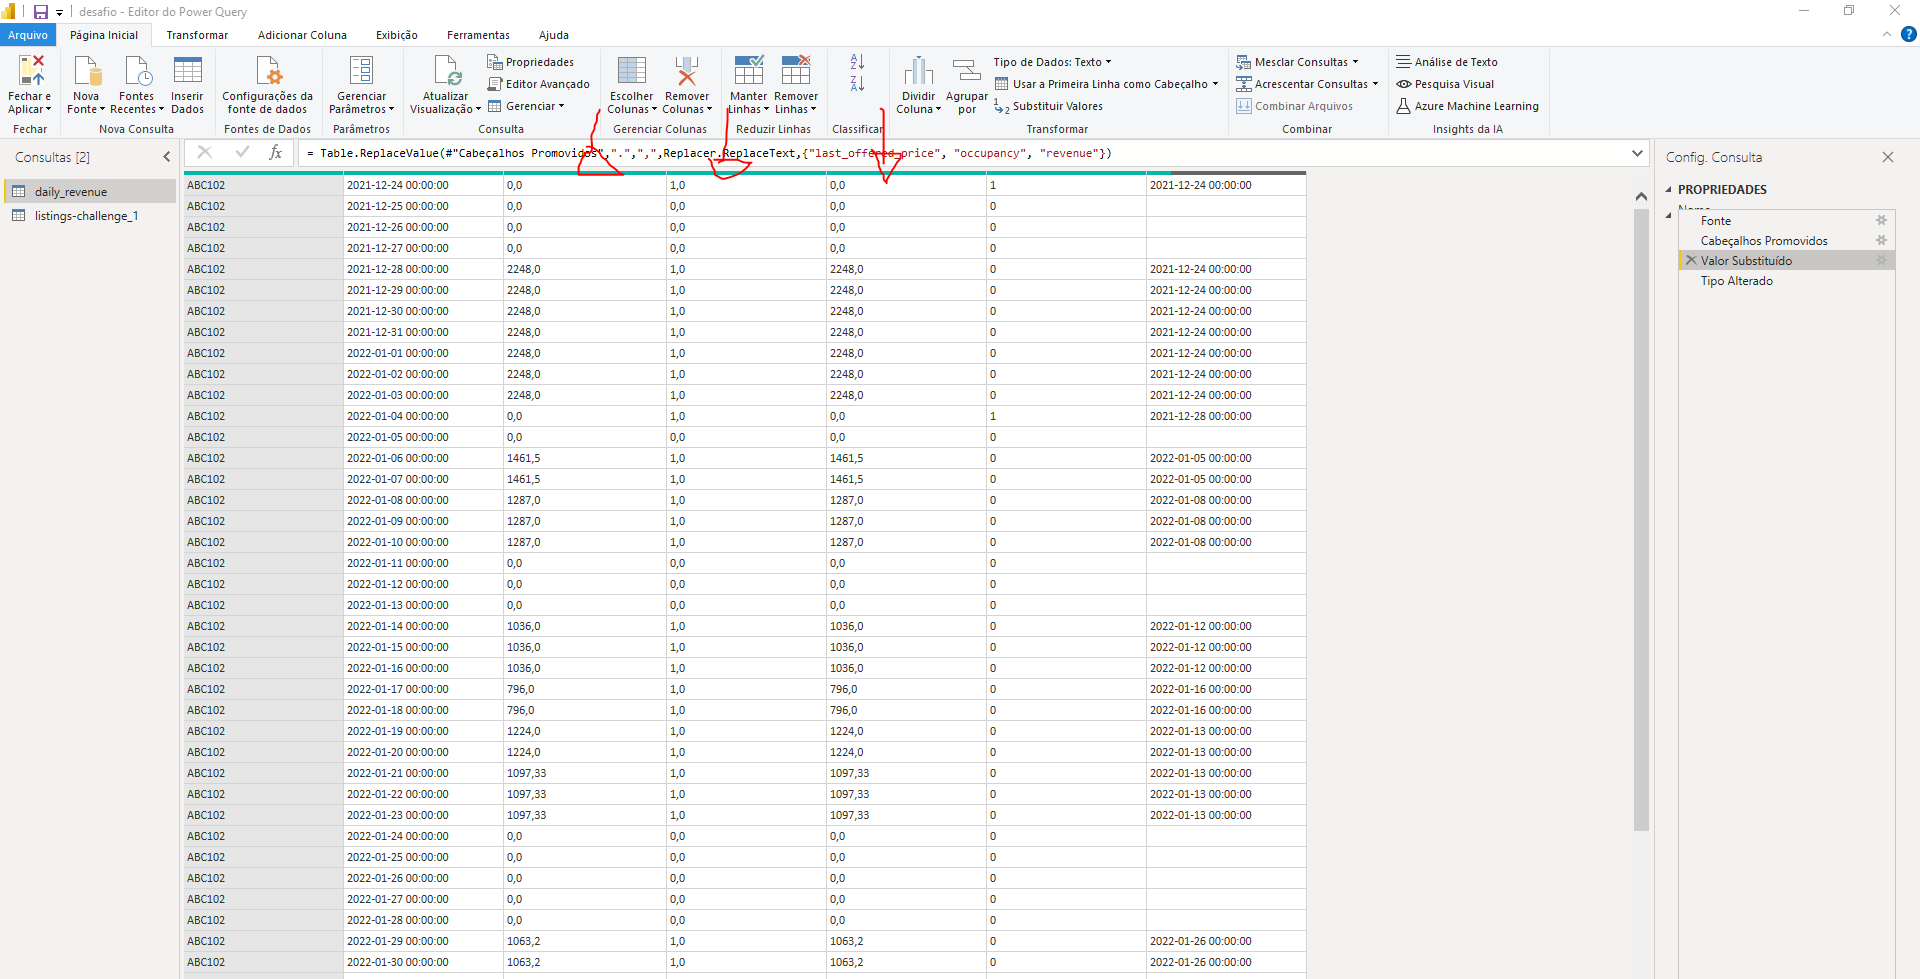 desafio - Editor do Power Query
Arquivo Página Inicial Transformar Adicionar Coluna Exibição Ferramentas Ajuda
Fechar e Aplicar
Fechar
Nova Fonte
Fontes Recentes
Inserir Dados
Nova Consulta
Configurações da fonte de dados
Fontes de Dados
Gerenciar Parâmetros
Parâmetros
Atualizar Visualização
Propriedades
Editor Avançado
Gerenciar
Consulta
Escolher Colunas
Remover Colunas
Gerenciar Colunas
Manter Linhas
Remover Linhas
Reduzir Linhas
Classificar
Dividir Coluna
Agrupar por
Tipo de Dados: Texto
Usar a Primeira Linha como Cabeçalho
Substituir Valores
Transformar
Mesclar Consultas
Acrescentar Consultas
Combinar Arquivos
Combinar
Análise de Texto
Pesquisa Visual
Azure Machine Learning
Insights da IA
Consultas [2]
daily_revenue
listings-challenge_1
fx
= Table.ReplaceValue(#"Cabeçalhos Promovidos",".",",",Replacer.ReplaceText,{"last_offered_price", "occupancy", "revenue"})
ABC102 2021-12-24 00:00:00 0,0 1,0 0,0 1 2021-12-24 00:00:00
ABC102 2021-12-25 00:00:00 0,0 0,0 0,0 0
ABC102 2021-12-26 00:00:00 0,0 0,0 0,0 0
ABC102 2021-12-27 00:00:00 0,0 0,0 0,0 0
ABC102 2021-12-28 00:00:00 2248,0 1,0 2248,0 0 2021-12-24 00:00:00
ABC102 2021-12-29 00:00:00 2248,0 1,0 2248,0 0 2021-12-24 00:00:00
ABC102 2021-12-30 00:00:00 2248,0 1,0 2248,0 0 2021-12-24 00:00:00
ABC102 2021-12-31 00:00:00 2248,0 1,0 2248,0 0 2021-12-24 00:00:00
ABC102 2022-01-01 00:00:00 2248,0 1,0 2248,0 0 2021-12-24 00:00:00
ABC102 2022-01-02 00:00:00 2248,0 1,0 2248,0 0 2021-12-24 00:00:00
ABC102 2022-01-03 00:00:00 2248,0 1,0 2248,0 0 2021-12-24 00:00:00
ABC102 2022-01-04 00:00:00 0,0 1,0 0,0 1 2021-12-28 00:00:00
ABC102 2022-01-05 00:00:00 0,0 0,0 0,0 0
ABC102 2022-01-06 00:00:00 1461,5 1,0 1461,5 0 2022-01-05 00:00:00
ABC102 2022-01-07 00:00:00 1461,5 1,0 1461,5 0 2022-01-05 00:00:00
ABC102 2022-01-08 00:00:00 1287,0 1,0 1287,0 0 2022-01-08 00:00:00
ABC102 2022-01-09 00:00:00 1287,0 1,0 1287,0 0 2022-01-08 00:00:00
ABC102 2022-01-10 00:00:00 1287,0 1,0 1287,0 0 2022-01-08 00:00:00
ABC102 2022-01-11 00:00:00 0,0 0,0 0,0 0
ABC102 2022-01-12 00:00:00 0,0 0,0 0,0 0
ABC102 2022-01-13 00:00:00 0,0 0,0 0,0 0
ABC102 2022-01-14 00:00:00 1036,0 1,0 1036,0 0 2022-01-12 00:00:00
ABC102 2022-01-15 00:00:00 1036,0 1,0 1036,0 0 2022-01-12 00:00:00
ABC102 2022-01-16 00:00:00 1036,0 1,0 1036,0 0 2022-01-12 00:00:00
ABC102 2022-01-17 00:00:00 796,0 1,0 796,0 0 2022-01-16 00:00:00
ABC102 2022-01-18 00:00:00 796,0 1,0 796,0 0 2022-01-16 00:00:00
ABC102 2022-01-19 00:00:00 1224,0 1,0 1224,0 0 2022-01-13 00:00:00
ABC102 2022-01-20 00:00:00 1224,0 1,0 1224,0 0 2022-01-13 00:00:00
ABC102 2022-01-21 00:00:00 1097,33 1,0 1097,33 0 2022-01-13 00:00:00
ABC102 2022-01-22 00:00:00 1097,33 1,0 1097,33 0 2022-01-13 00:00:00
ABC102 2022-01-23 00:00:00 1097,33 1,0 1097,33 0 2022-01-13 00:00:00
ABC102 2022-01-24 00:00:00 0,0 0,0 0,0 0
ABC102 2022-01-25 00:00:00 0,0 0,0 0,0 0
ABC102 2022-01-26 00:00:00 0,0 0,0 0,0 0
ABC102 2022-01-27 00:00:00 0,0 0,0 0,0 0
ABC102 2022-01-28 00:00:00 0,0 0,0 0,0 0
ABC102 2022-01-29 00:00:00 1063,2 1,0 1063,2 0 2022-01-26 00:00:00
ABC102 2022-01-30 00:00:00 1063,2 1,0 1063,2 0 2022-01-26 00:00:00
Config. Consulta
PROPRIEDADES
Fonte
Cabeçalhos Promovidos
Valor Substituído
Tipo Alterado